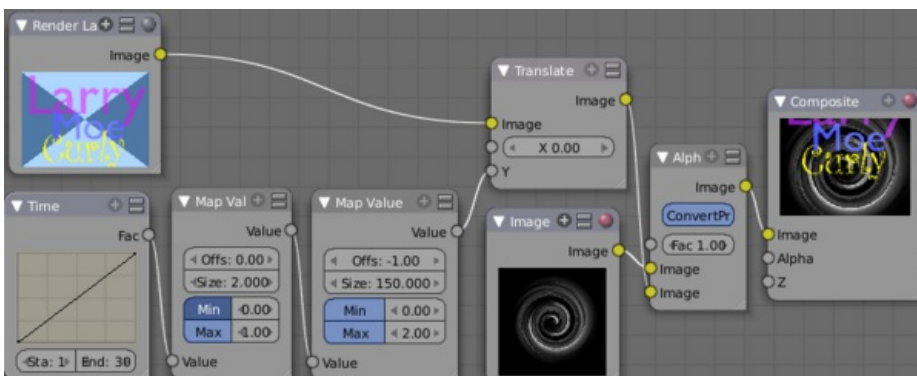 Render La
Image
Larry
Moe
Curly
Time
Fac
Sta: 1
End: 30
Map Val
Value
Offs: 0.00
Size: 2.000
Min 0.00
Max 1.00
Value
Map Value
Value
Offs: -1.00
Size: 150.000
Min 0.00
Max 2.00
Value
Translate
Image
Image
X 0.00
Y
Image
Image
Alph
Image
ConvertPr
Fac 1.00
Image
Image
Composite
Moe
Curly
Image
Alpha
Z